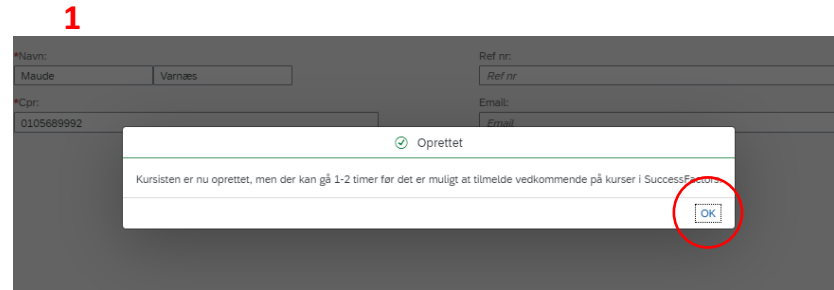 1
*Navn:
Ref nr:
Maude
Varnæs
Ref nr
*Cpr:
Email:
0105689992
Email
Oprettet
Kursisten er nu oprettet, men der kan gå 1-2 timer før det er muligt at tilmelde vedkommende på kurser i SuccessFactors.
OK